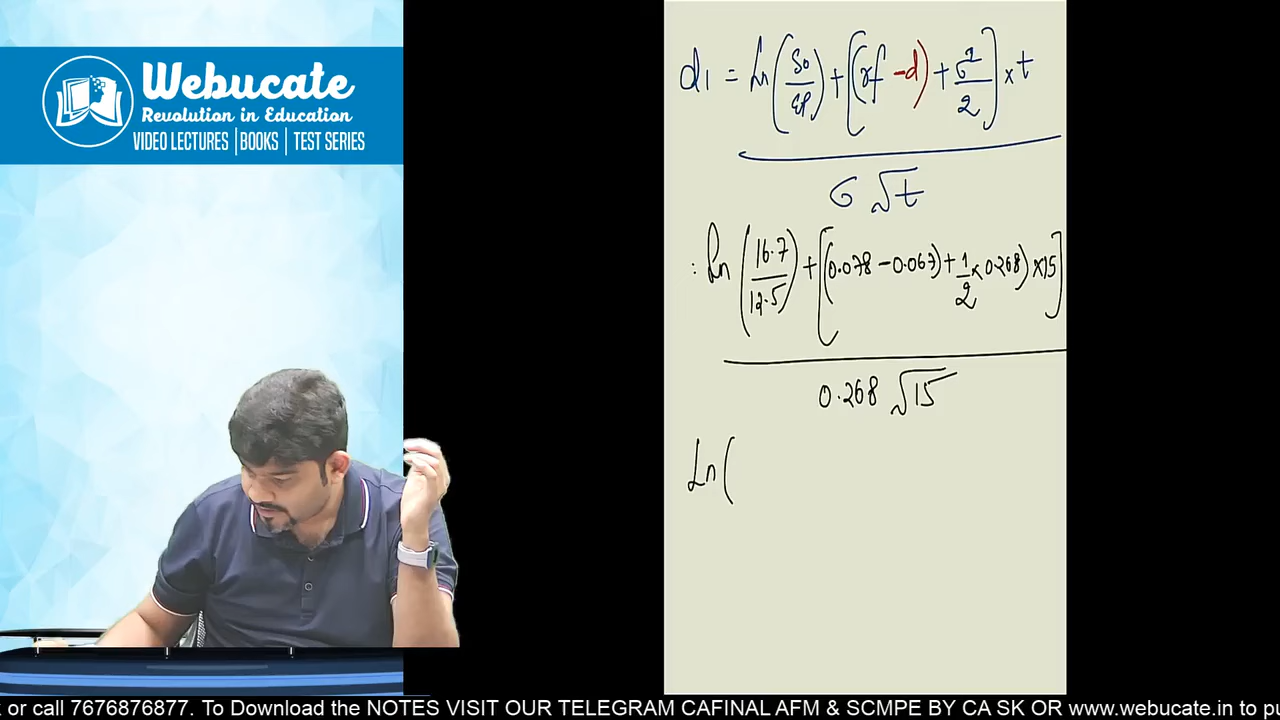 Webucate
Revolution in Education
VIDEO LECTURES | BOOKS | TEST SERIES
d1 = ln(S0/EP) + [(rf - d) + σ²/2] × t
σ √t
: ln(16.7/12.5) + [(0.078 - 0.067) + 1/2 × 0.268) × 15]
0.268 √15
ln(
k or call 7676876877. To Download the NOTES VISIT OUR TELEGRAM CAFINAL AFM & SCMPE BY CA SK OR www.webucate.in to pu